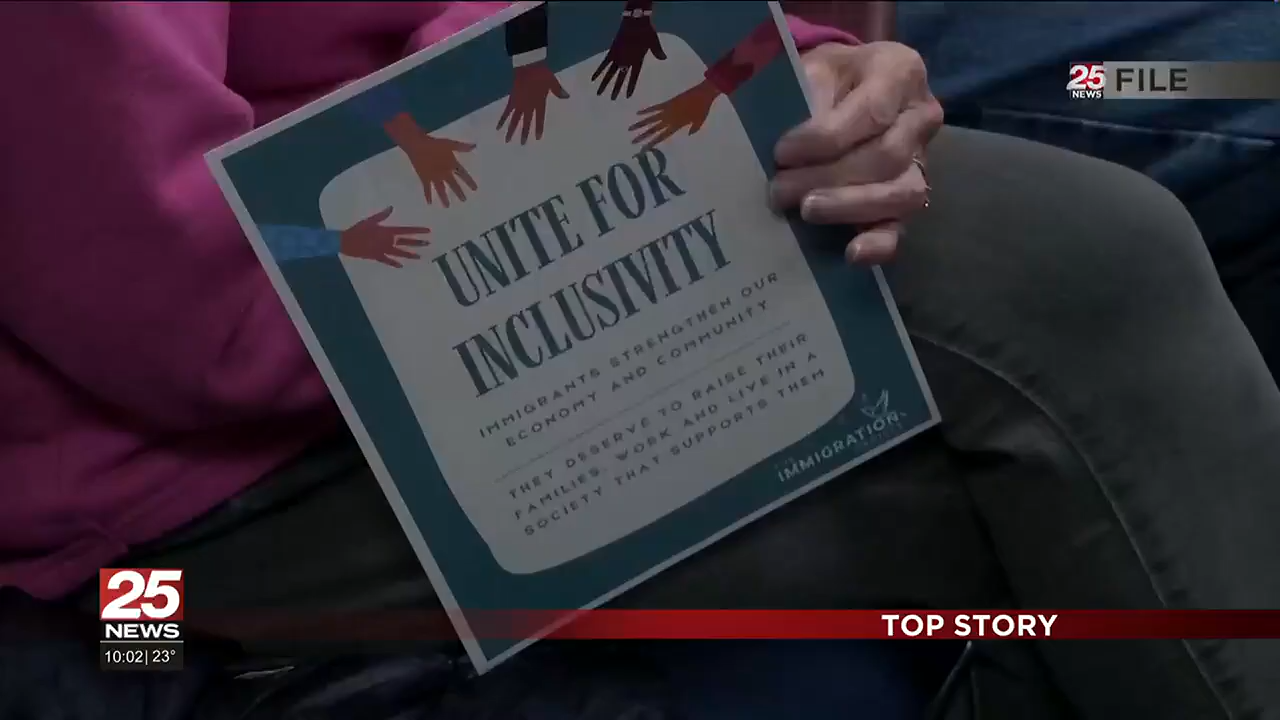 25
NEWS
FILE
UNITE FOR
INCLUSIVITY
IMMIGRANTS STRENGTHEN OUR
ECONOMY AND COMMUNITY
THEY DESERVE TO RAISE THEIR
FAMILIES, WORK AND LIVE IN A
SOCIETY THAT SUPPORTS THEM
IMMIGRATION
25
NEWS
10:02| 23°
TOP STORY